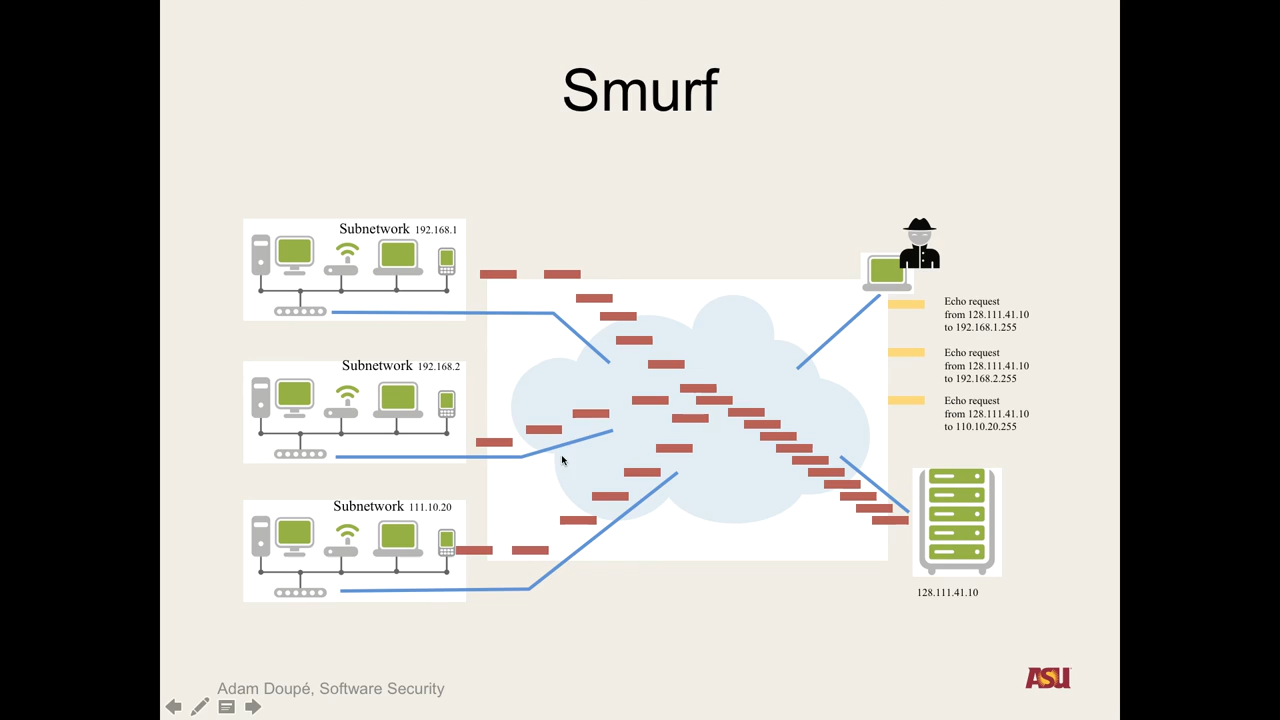 Smurf
Subnetwork 192.168.1
Subnetwork 192.168.2
Subnetwork 111.10.20
Echo request
from 128.111.41.10
to 192.168.1.255
Echo request
from 128.111.41.10
to 192.168.2.255
Echo request
from 128.111.41.10
to 110.10.20.255
128.111.41.10
Adam Doupé, Software Security
ASU